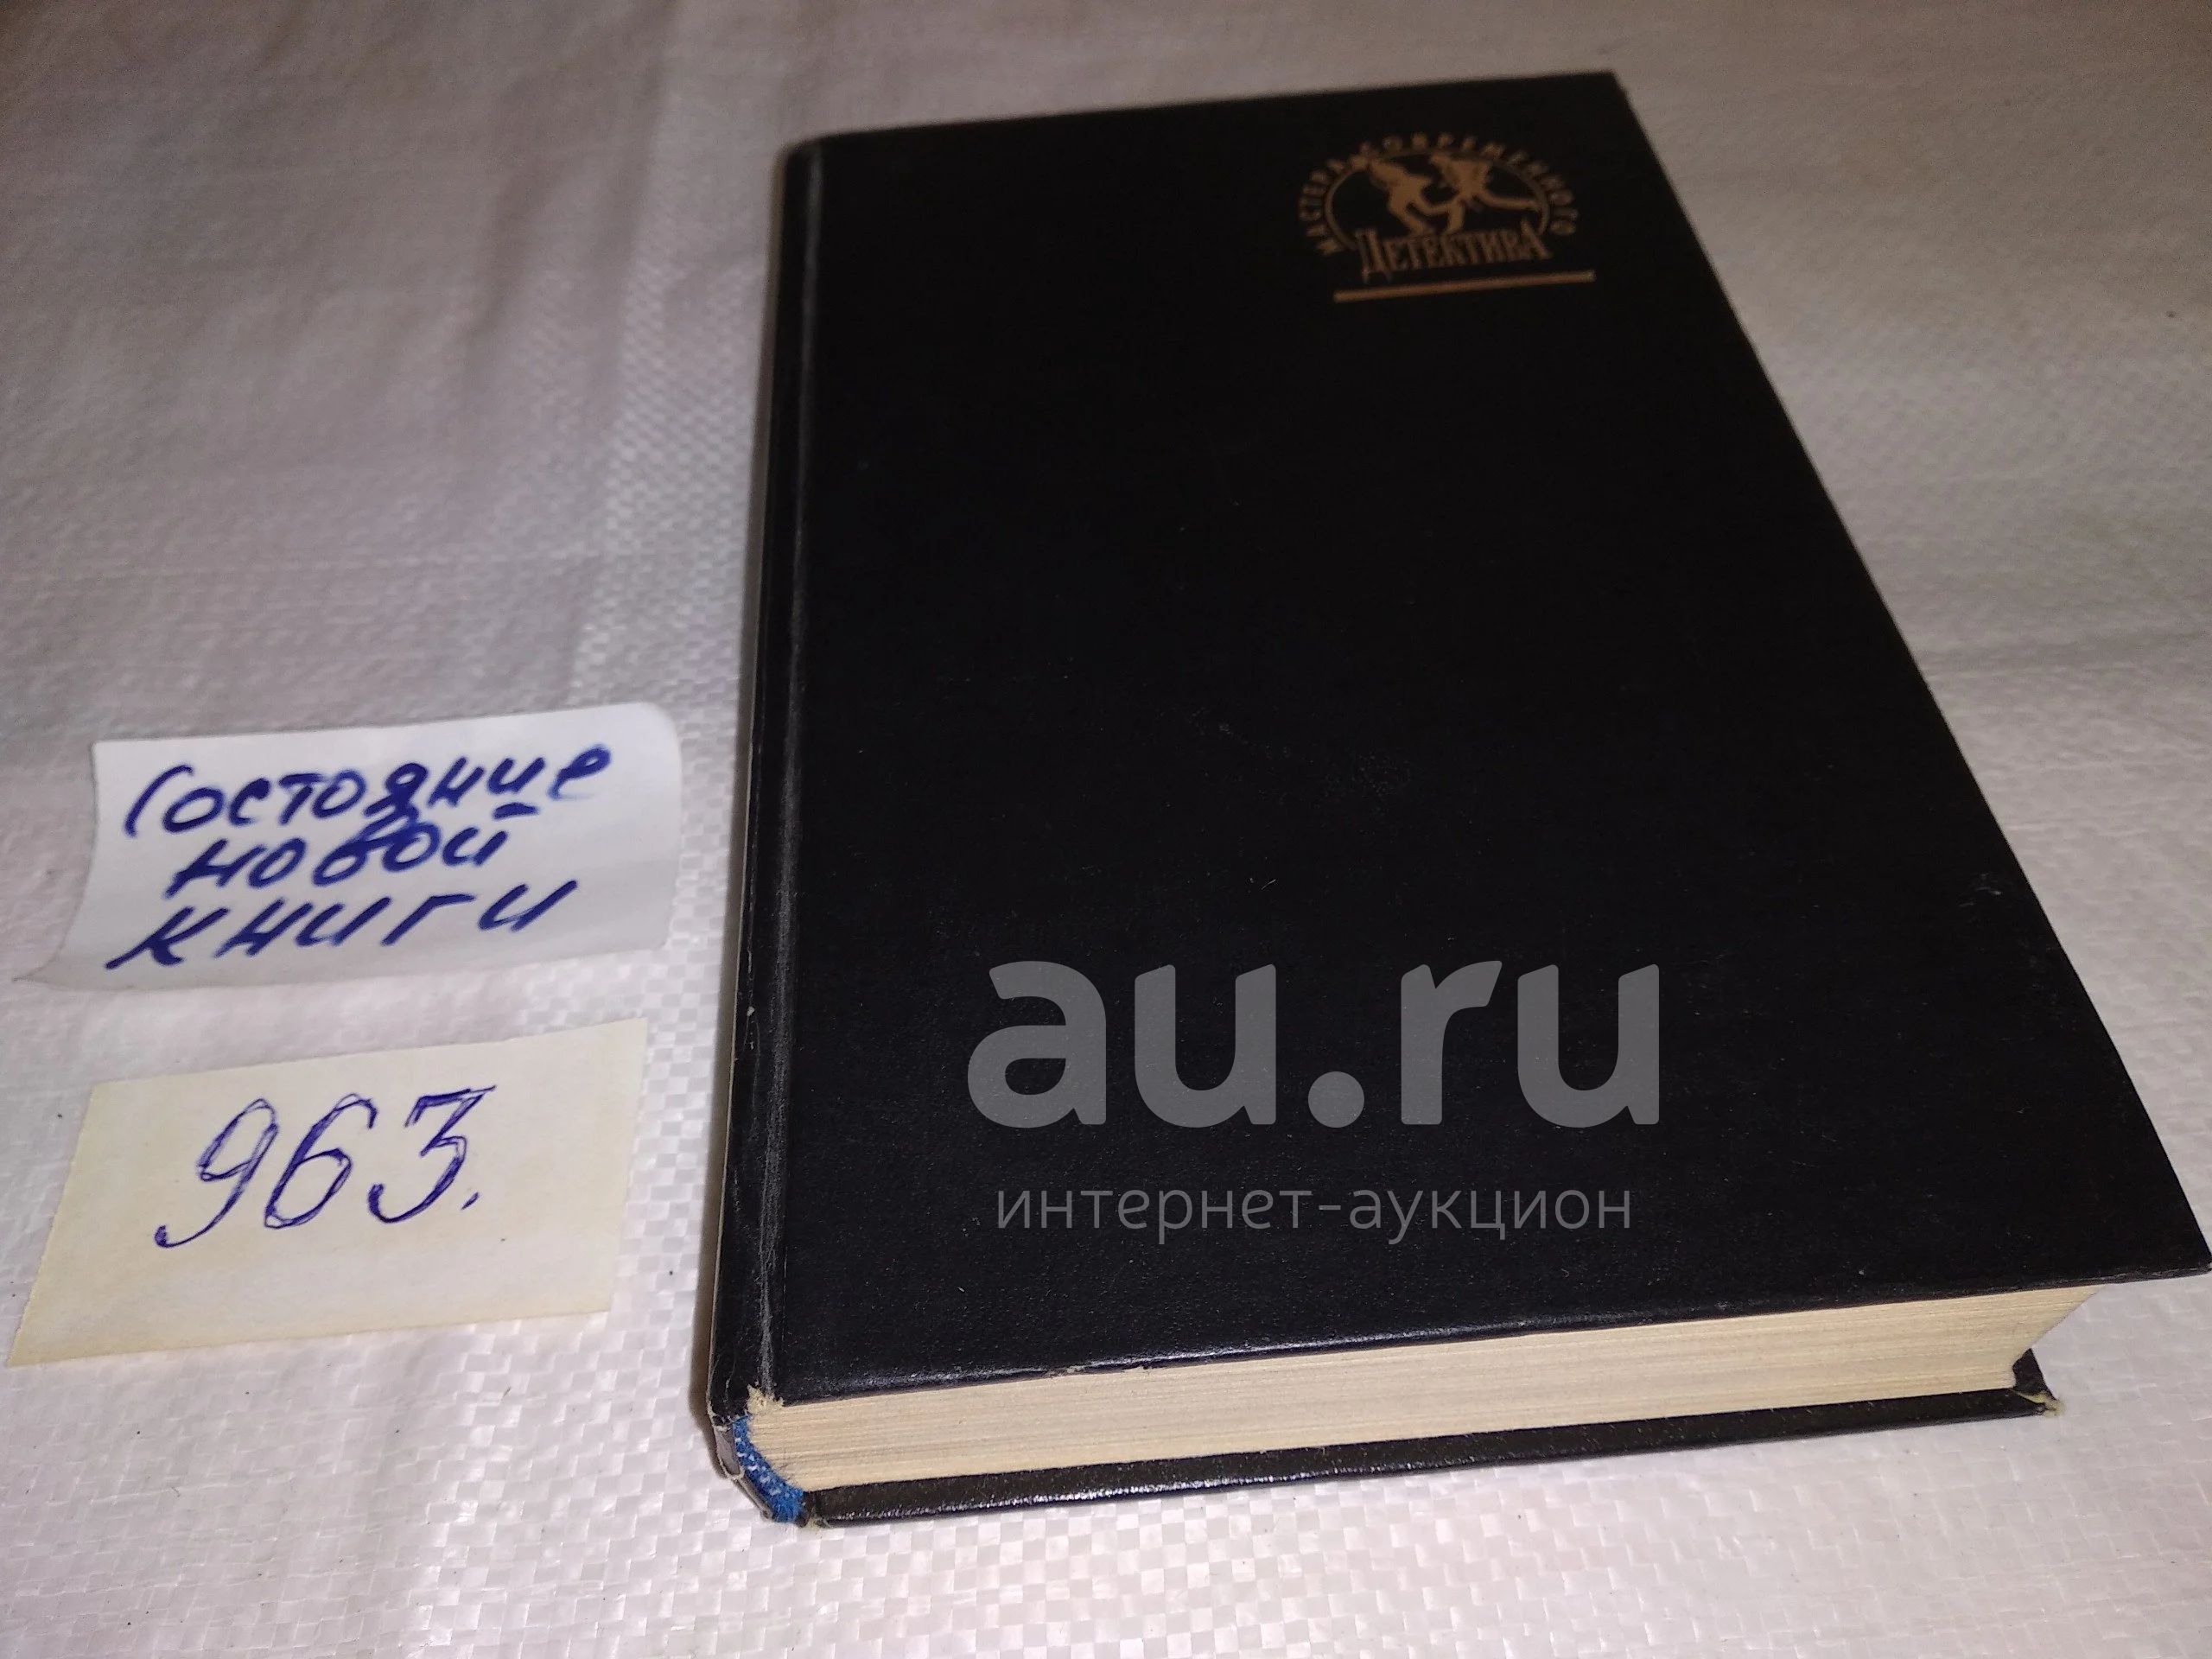 МАСТЕРА СОВРЕМЕННОГО
ДЕТЕКТИВА
Состояние
новой
книги
963.
au.ru
интернет-аукцион